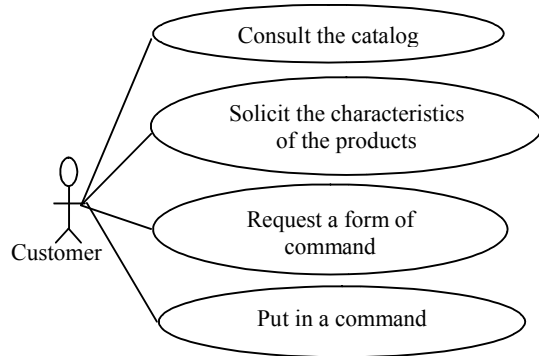 Consult the catalog
Solicit the characteristics
of the products
Request a form of
command
Customer
Put in a command